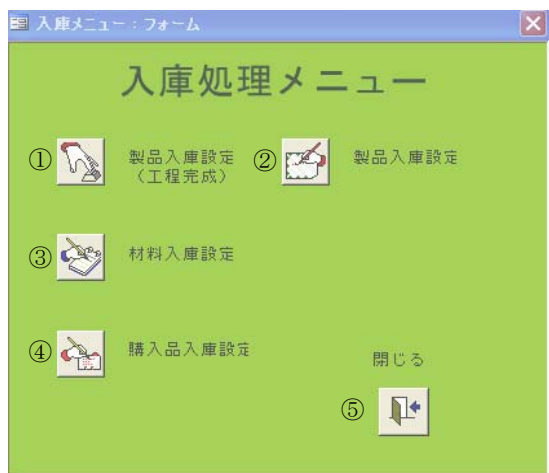 入庫メニュー：フォーム
入庫処理メニュー
① 製品入庫設定
（工程完成）
② 製品入庫設定
③ 材料入庫設定
④ 購入品入庫設定
閉じる
⑤